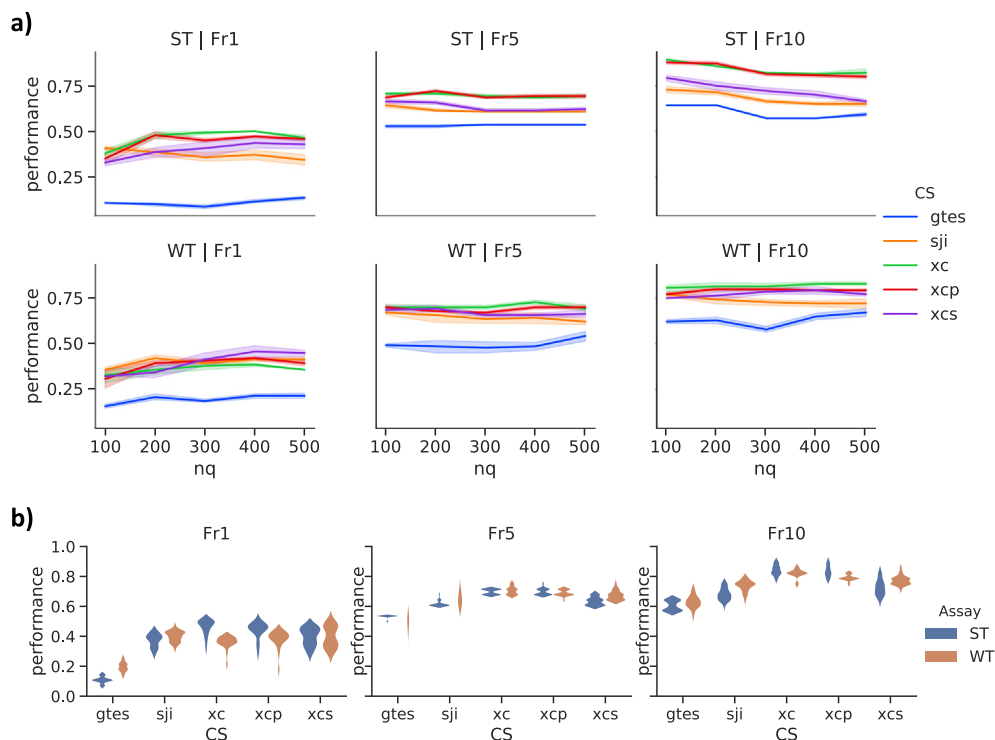 a)
ST | Fr1
ST | Fr5
ST | Fr10
performance
0.75
0.50
0.25
CS
gtes
sji
xc
xcp
xcs
WT | Fr1
WT | Fr5
WT | Fr10
performance
0.75
0.50
0.25
100 200 300 400 500
100 200 300 400 500
100 200 300 400 500
nq
nq
nq
b)
Fr1
Fr5
Fr10
performance
1.0
0.8
0.6
0.4
0.2
0.0
performance
performance
gtes sji xc xcp xcs
gtes sji xc xcp xcs
gtes sji xc xcp xcs
CS
CS
CS
Assay
ST
WT